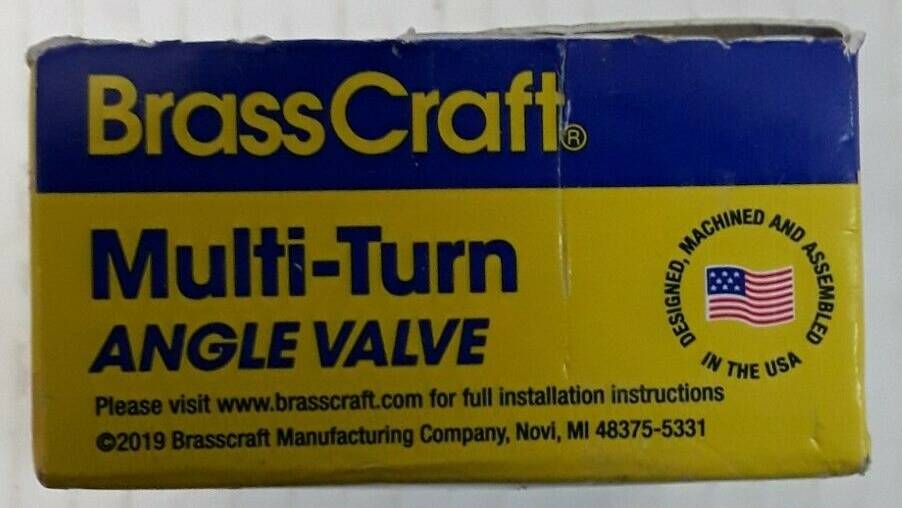 BrassCraft®
Multi-Turn
ANGLE VALVE
Please visit www.brasscraft.com for full installation instructions
©2019 Brasscraft Manufacturing Company, Novi, MI 48375-5331
DESIGNED, MACHINED AND ASSEMBLED
IN THE USA